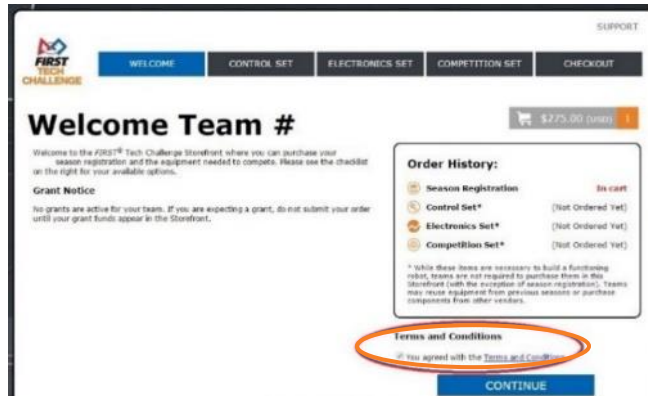 SUPPORT
FIRST
TECH
CHALLENGE
WELCOME
CONTROL SET
ELECTRONICS SET
COMPETITION SET
CHECKOUT
$275.00 (USD) 1
Welcome Team #
Welcome to the FIRST® Tech Challenge Storefront where you can purchase your
season registration and the equipment needed to compete. Please see the checklist
on the right for your available options.
Grant Notice
No grants are active for your team. If you are expecting a grant, do not submit your order
until your grant funds appear in the Storefront.
Order History:
Season Registration In cart
Control Set* (Not Ordered Yet)
Electronics Set* (Not Ordered Yet)
Competition Set* (Not Ordered Yet)
* While these items are necessary to build a functioning
robot, teams are not required to purchase them in this
Storefront (with the exception of season registration). Teams
may reuse equipment from previous seasons or purchase
components from other vendors.
Terms and Conditions
You agreed with the Terms and Conditions
CONTINUE